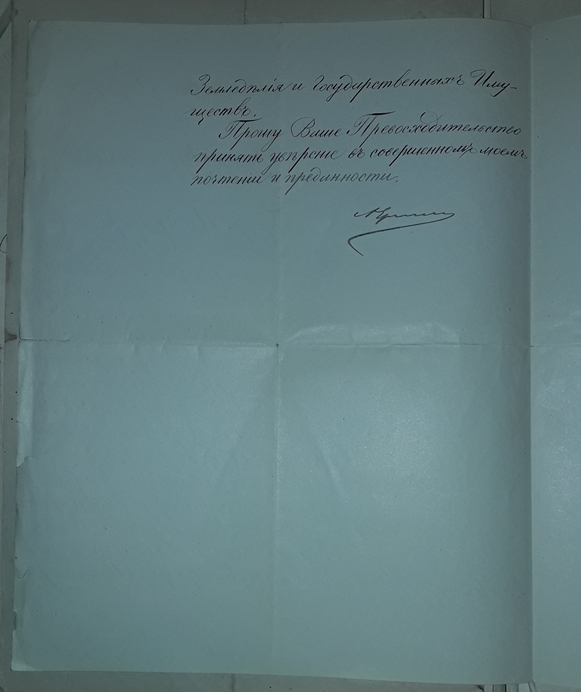 Земледѣлія и Государственныхъ Иму-
ществъ.
Прошу Ваше Превосходительство
принять увѣреніе въ совершенномъ моемъ
почтеніи и преданности.